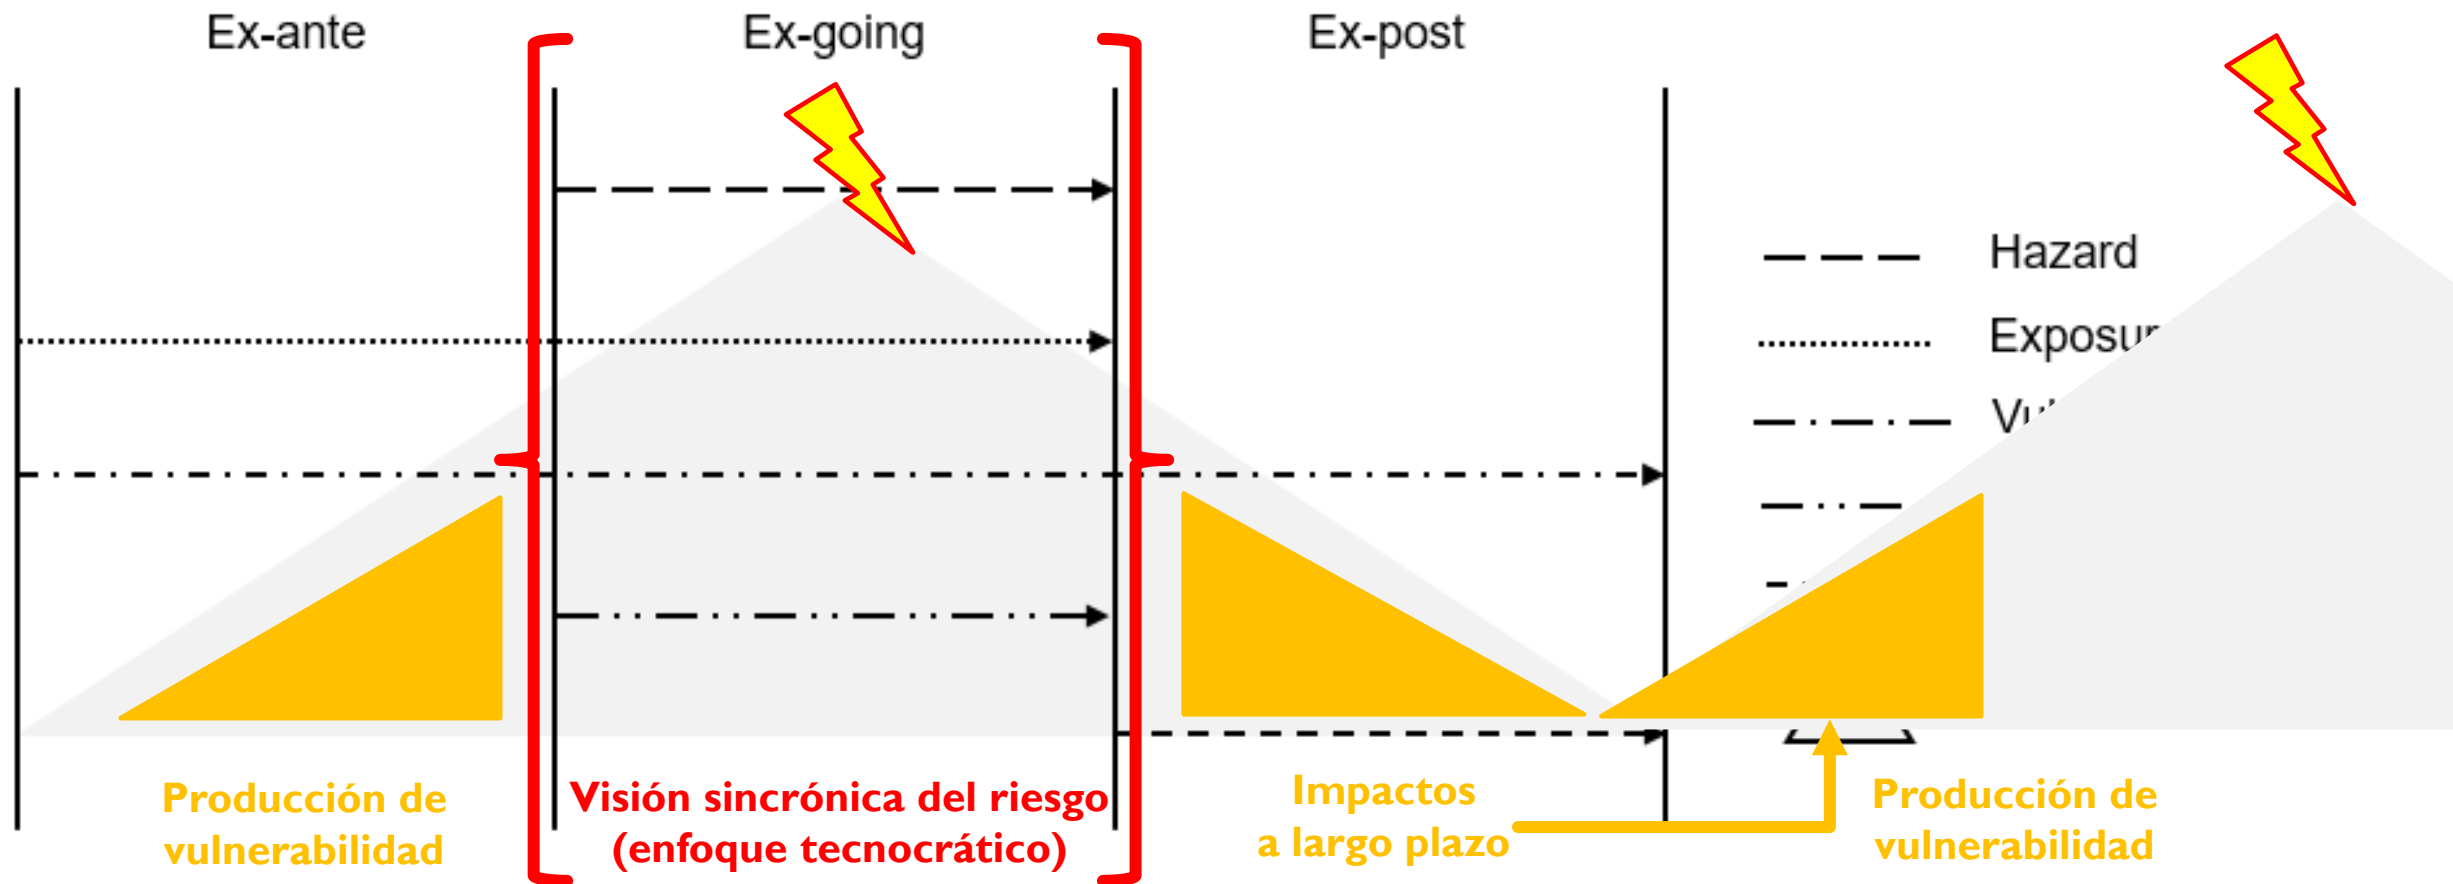 Ex-ante
Ex-going
Ex-post
Hazard
Producción de
vulnerabilidad
Visión sincrónica del riesgo
(enfoque tecnocrático)
Impactos
a largo plazo
Producción de
vulnerabilidad